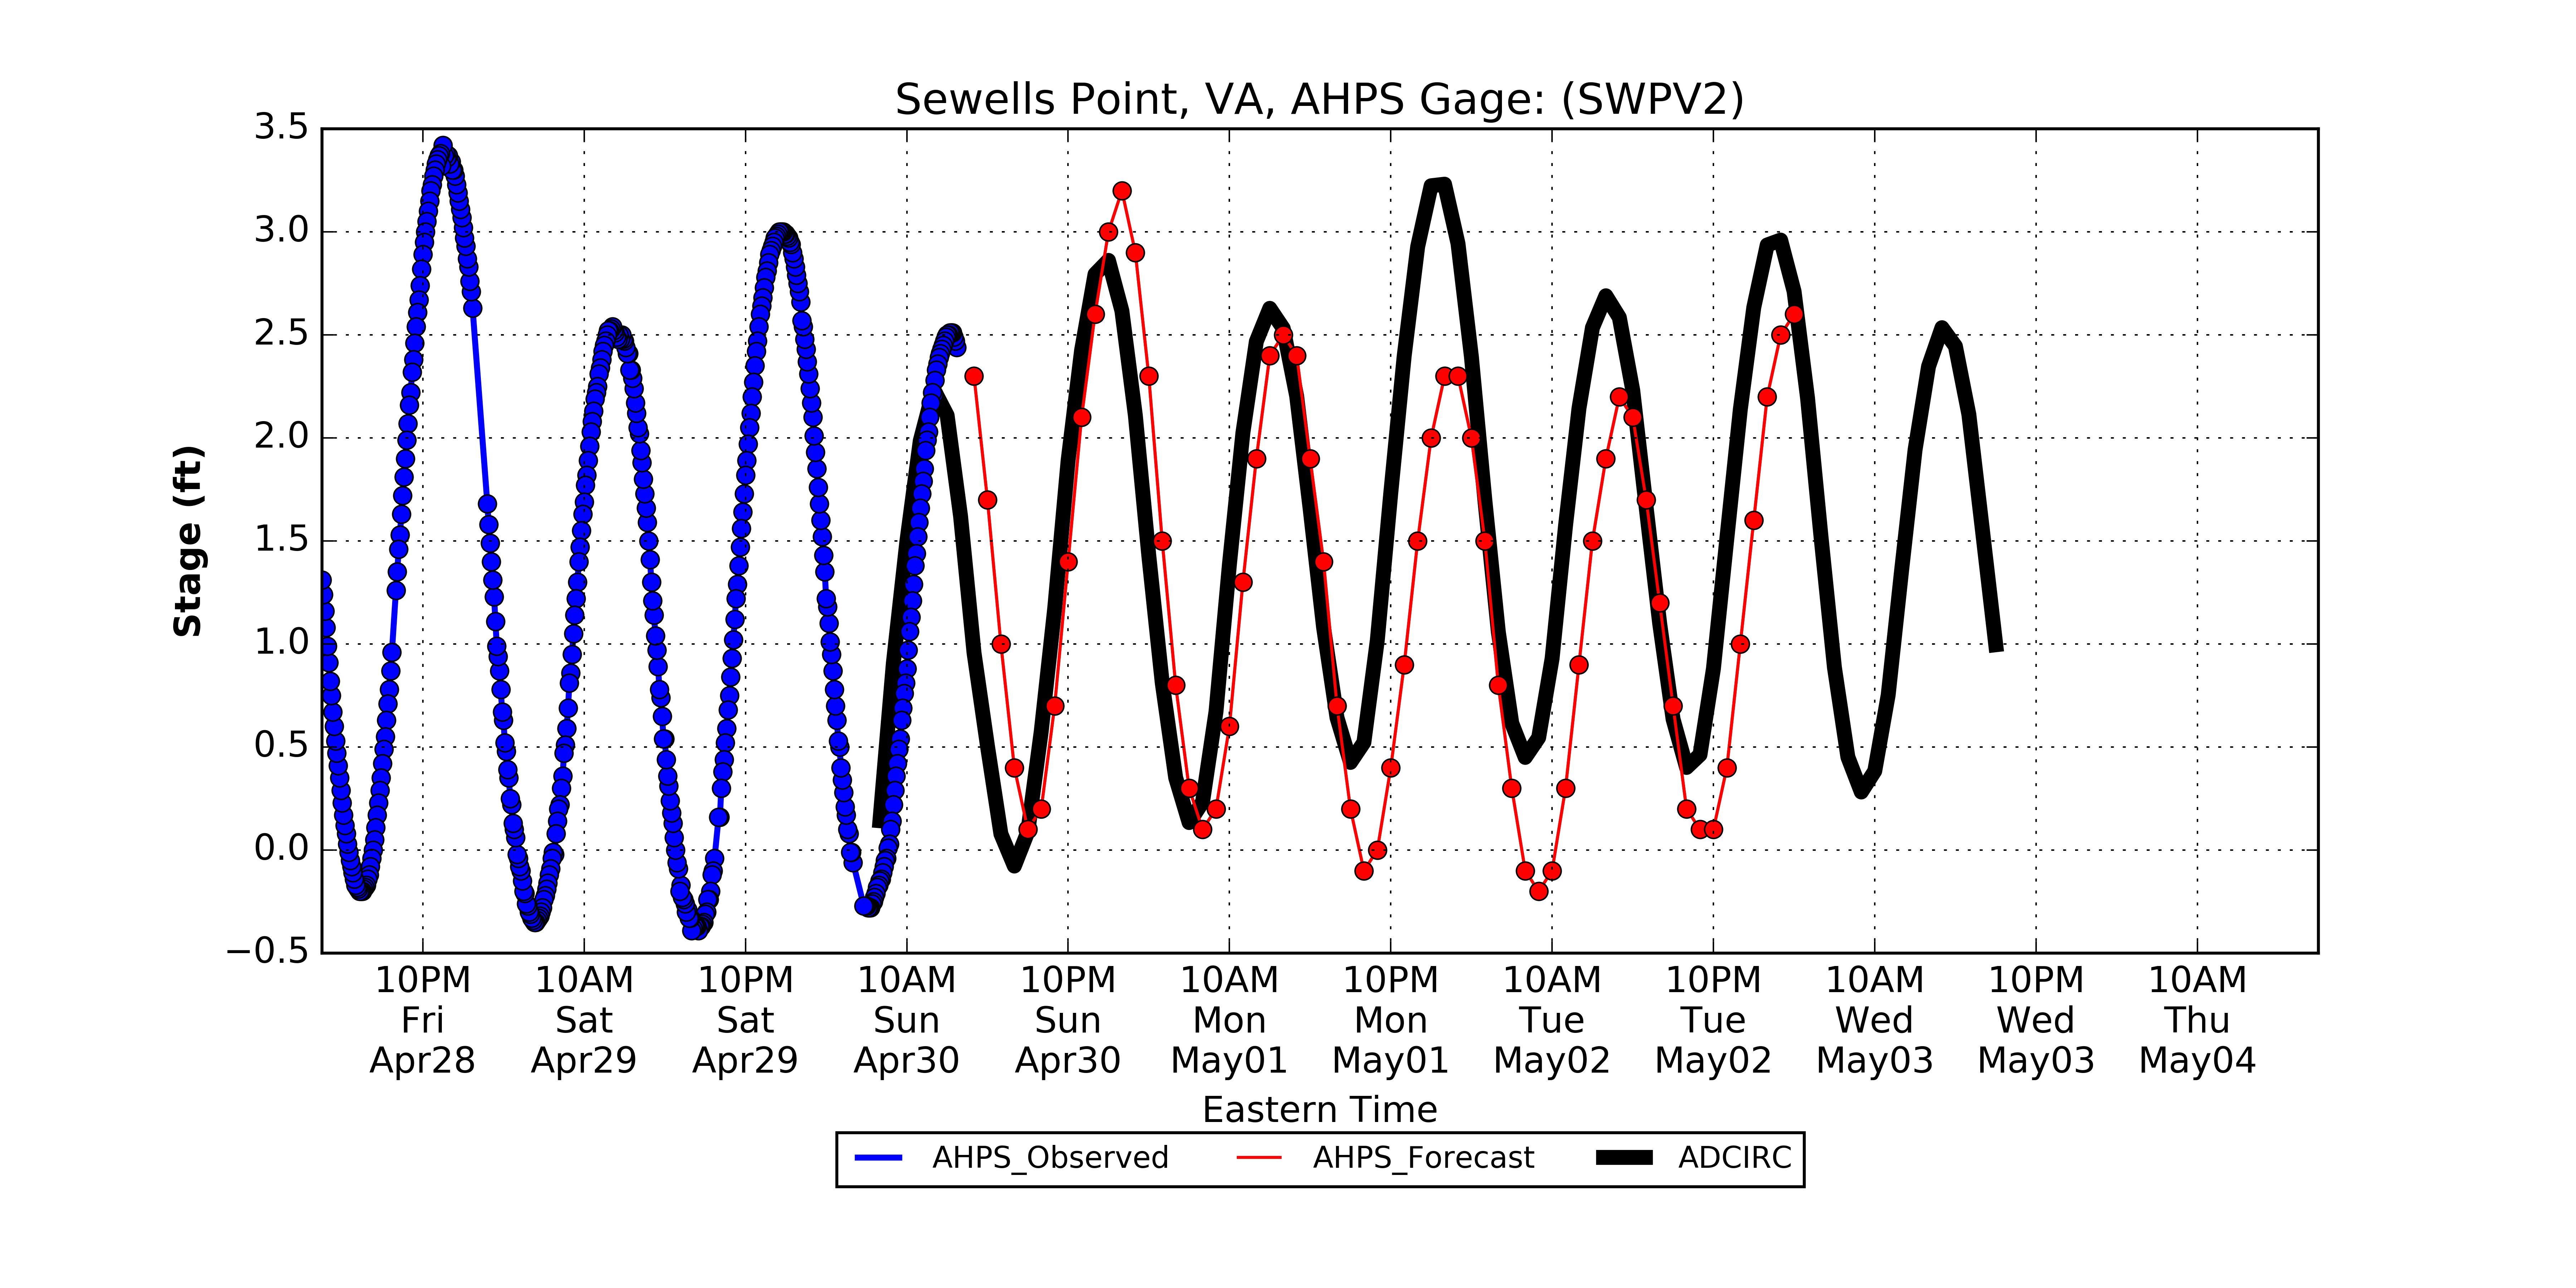 Sewells Point, VA, AHPS Gage: (SWPV2)
3.5
3.0
2.5
2.0
1.5
1.0
0.5
0.0
−0.5
Stage (ft)
10PM 10AM 10PM 10AM 10PM 10AM 10PM 10AM 10PM 10AM 10PM 10AM
Fri Sat Sat Sun Sun Mon Mon Tue Tue Wed Wed Thu
Apr28 Apr29 Apr29 Apr30 Apr30 May01 May01 May02 May02 May03 May03 May04
Eastern Time
AHPS_Observed AHPS_Forecast ADCIRC